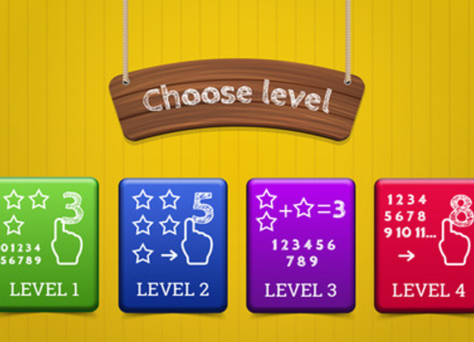 Choose level
3
01234
56789
LEVEL 1
5
LEVEL 2
+ =3
123456
789
LEVEL 3
1234
5678
9 10 11...
8
LEVEL 4